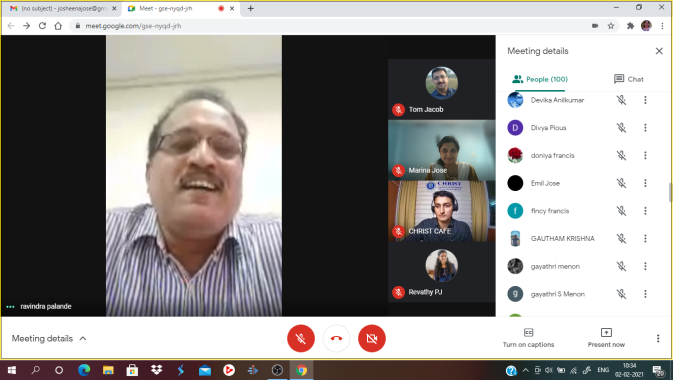 (no subject) - josheenajose@gm
Meet - gse-nyqd-jrh
meet.google.com/gse-nyqd-jrh
Meeting details
People (100)
Chat
Devika Anilkumar
Divya Pious
doniya francis
Emil Jose
fincy francis
GAUTHAM KRISHNA
gayathri menon
gayathri S Menon
Tom Jacob
Marina Jose
CHRIST
CHRIST CAFE
Revathy PJ
ravindra palande
Meeting details
Turn on captions
Present now
ENG
18:34
02-02-2021
20